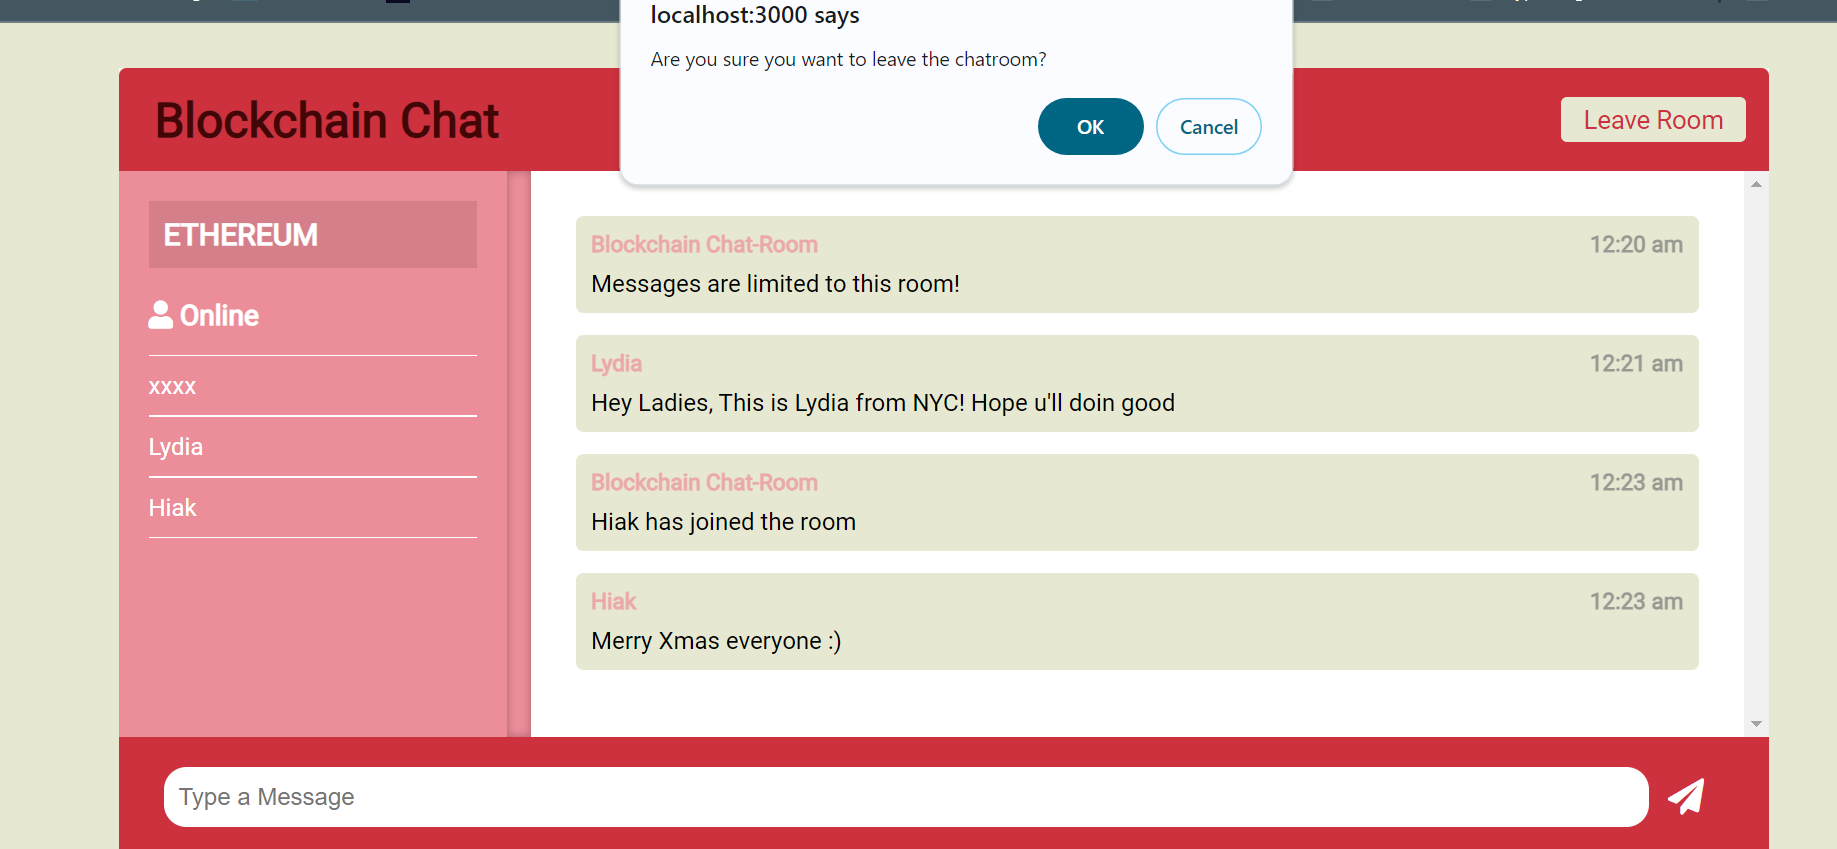 localhost:3000 says
Are you sure you want to leave the chatroom?
OK
Cancel
Blockchain Chat
Leave Room
ETHEREUM
Online
xxxx
Lydia
Hiak
Blockchain Chat-Room 12:20 am
Messages are limited to this room!
Lydia 12:21 am
Hey Ladies, This is Lydia from NYC! Hope u'll doin good
Blockchain Chat-Room 12:23 am
Hiak has joined the room
Hiak 12:23 am
Merry Xmas everyone :)
Type a Message